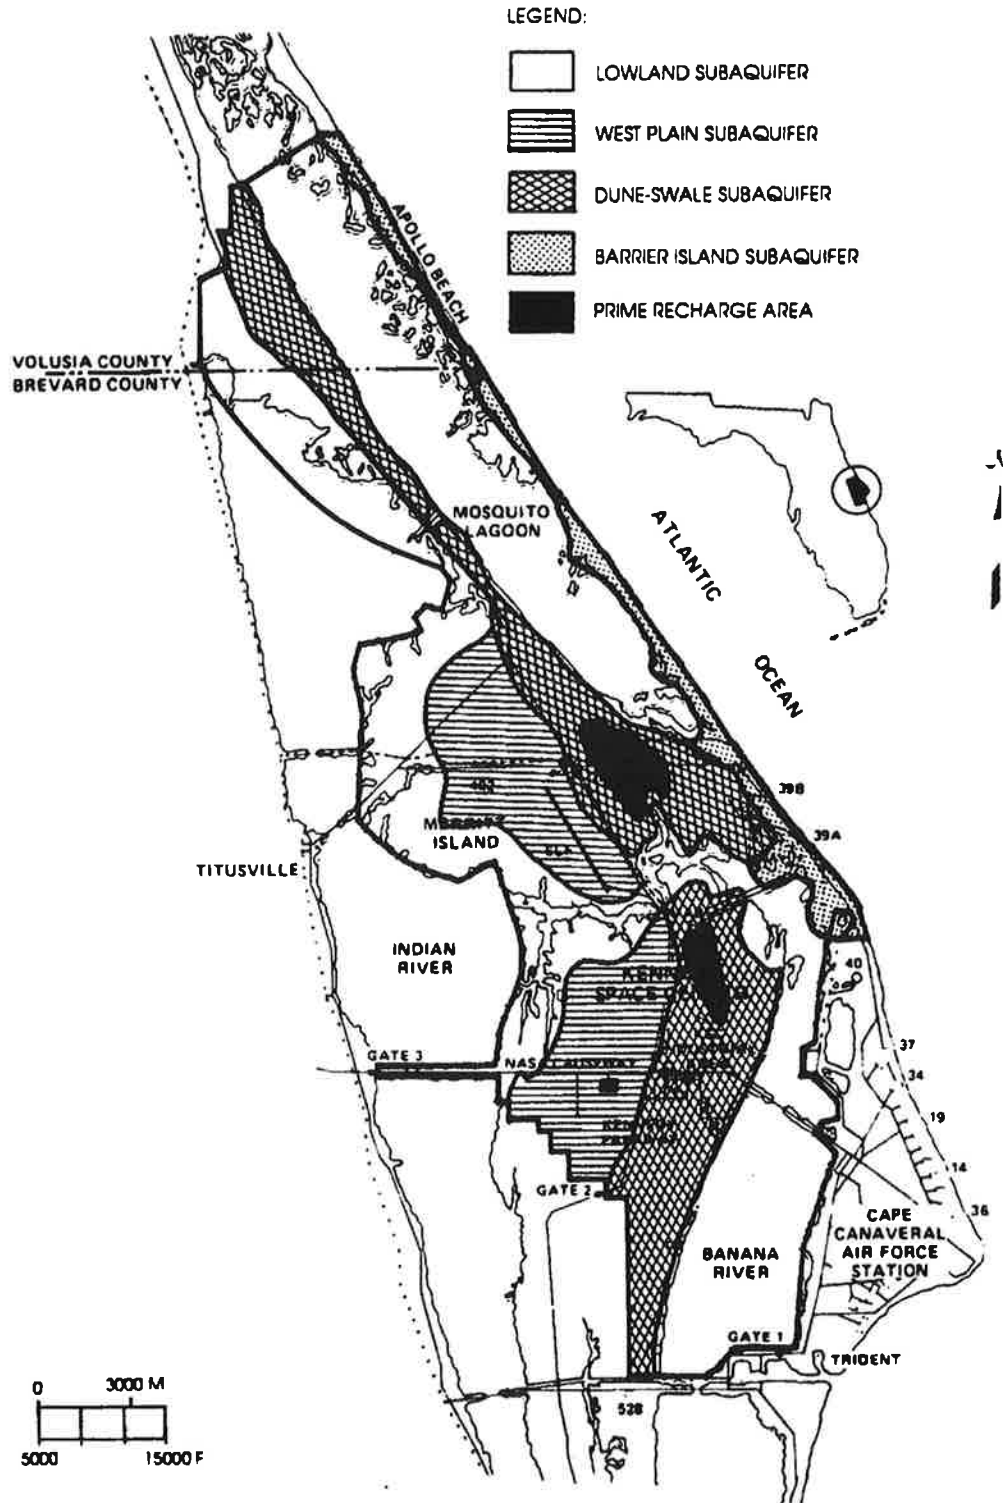 LEGEND:
LOWLAND SUBAQUIFER
WEST PLAIN SUBAQUIFER
DUNE-SWALE SUBAQUIFER
BARRIER ISLAND SUBAQUIFER
PRIME RECHARGE AREA
APOLLO BEACH
VOLUSIA COUNTY
BREVARD COUNTY
MOSQUITO
LAGOON
ATLANTIC
OCEAN
39B
39A
402
ISLAND
TITUSVILLE
INDIAN
RIVER
SPACE
40
37
34
19
14
36
GATE 3
GATE 2
CAPE
CANAVERAL
AIR FORCE
STATION
BANANA
RIVER
GATE 1
TRIDENT
528
0 3000 M
5000 15000 F